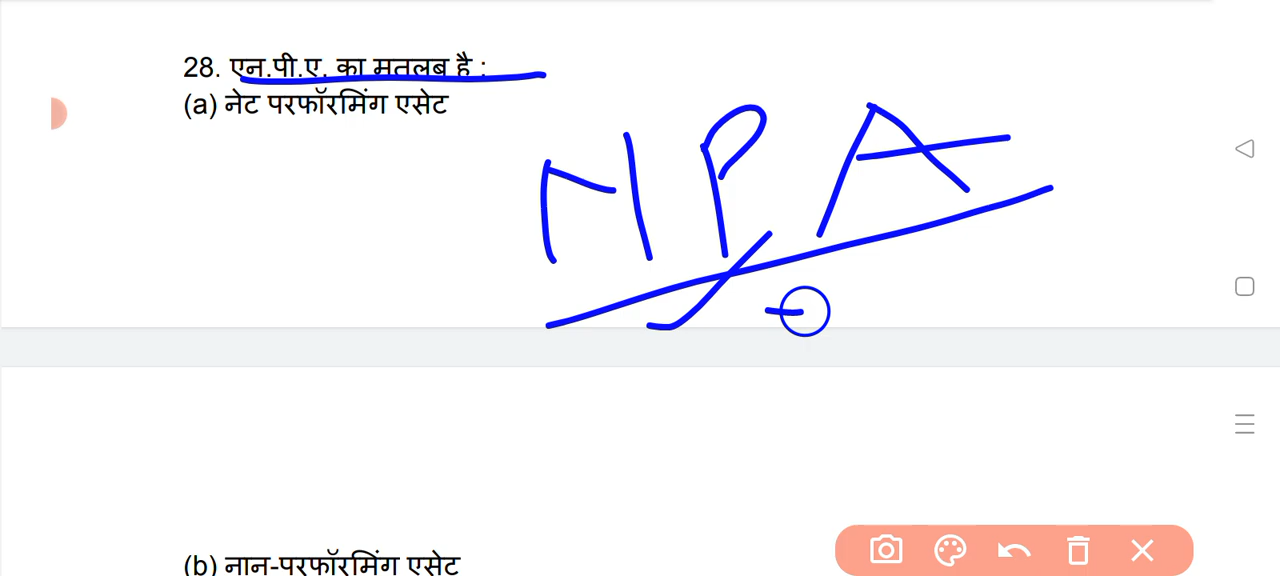 28. एन.पी.ए. का मतलब है :
(a) नेट परफॉरमिंग एसेट
NPA
(b) नान-परफॉरमिंग एसेट